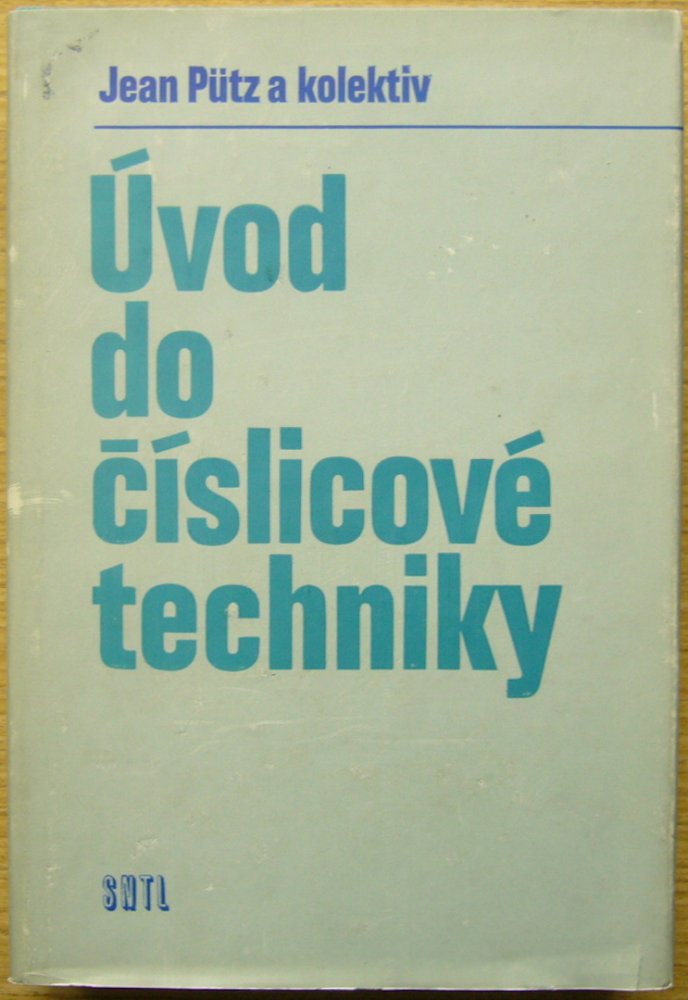 Jean Pütz a kolektiv
Úvod
do
číslicové
techniky
SNTL